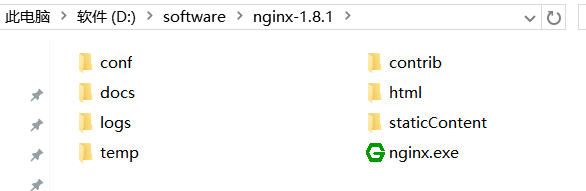 此电脑 › 软件 (D:) › software › nginx-1.8.1 ›
conf contrib
docs html
logs staticContent
temp nginx.exe